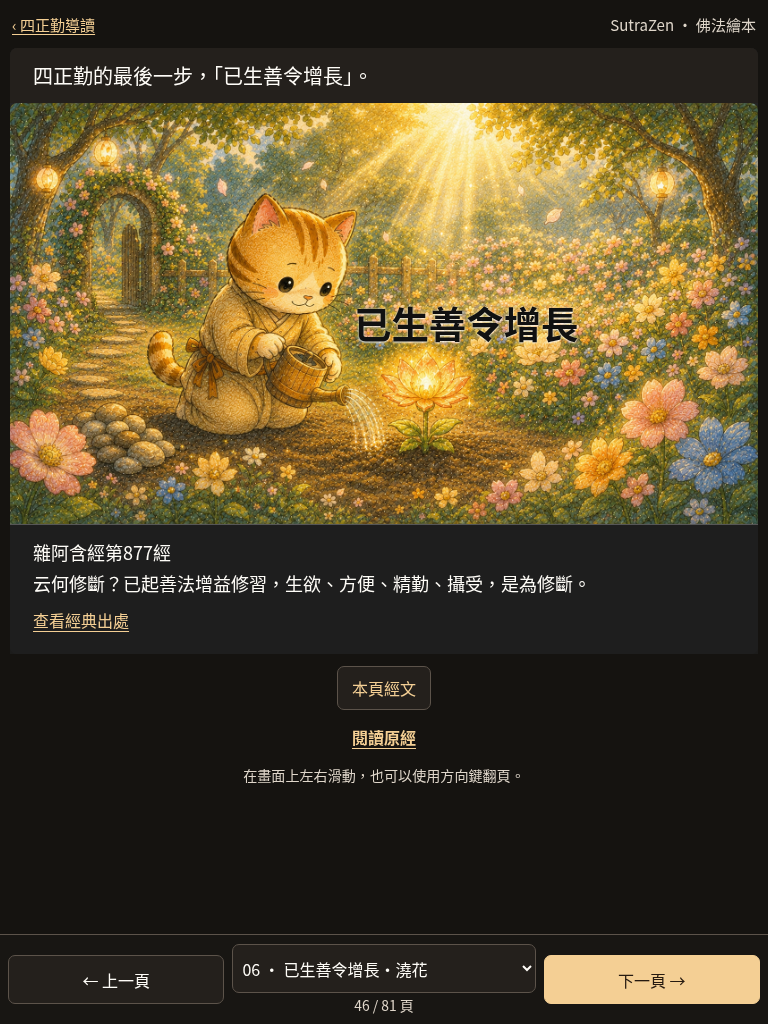 ‹ 四正勤導讀
SutraZen · 佛法繪本
四正勤的最後一步，「已生善令增長」。
已生善令增長
雜阿含經第877經
云何修斷？已起善法增益修習，生欲、方便、精勤、攝受，是為修斷。
查看經典出處
本頁經文
閱讀原經
在畫面上左右滑動，也可以使用方向鍵翻頁。
← 上一頁
06 · 已生善令增長·澆花
下一頁 →
46 / 81 頁